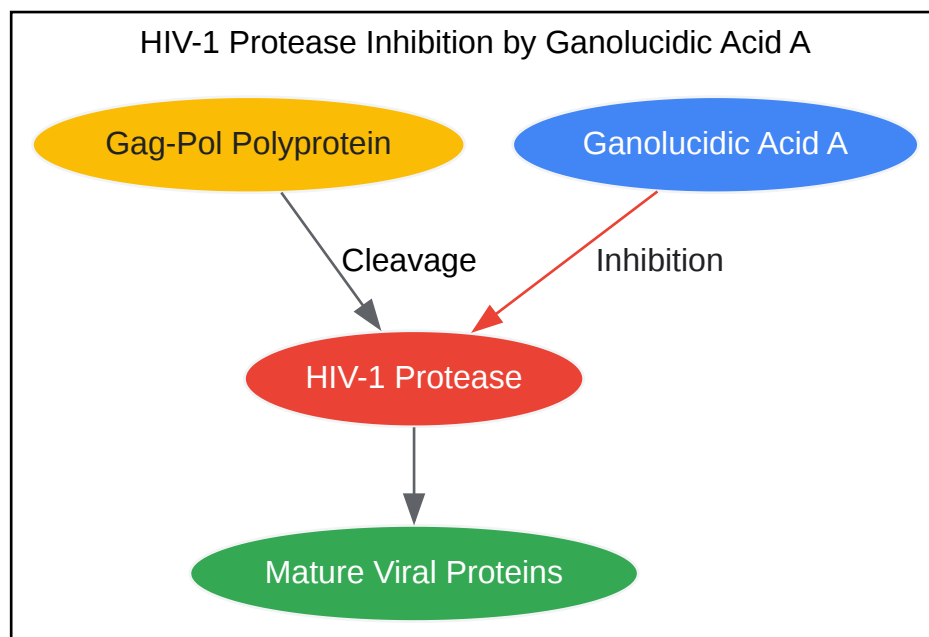 HIV-1 Protease Inhibition by Ganolucidic Acid A
Gag-Pol Polyprotein
Ganolucidic Acid A
Cleavage
Inhibition
HIV-1 Protease
Mature Viral Proteins